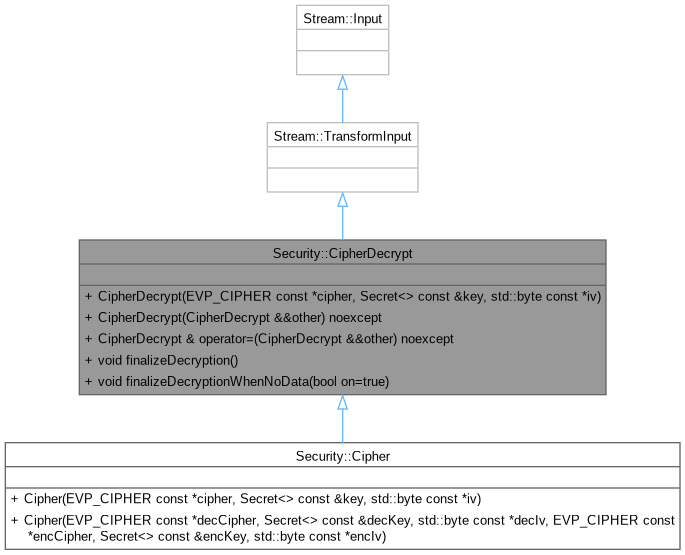 Stream::Input
Stream::TransformInput
Security::CipherDecrypt
+ CipherDecrypt(EVP_CIPHER const *cipher, Secret<> const &key, std::byte const *iv)
+ CipherDecrypt(CipherDecrypt &&other) noexcept
+ CipherDecrypt & operator=(CipherDecrypt &&other) noexcept
+ void finalizeDecryption()
+ void finalizeDecryptionWhenNoData(bool on=true)
Security::Cipher
+ Cipher(EVP_CIPHER const *cipher, Secret<> const &key, std::byte const *iv)
+ Cipher(EVP_CIPHER const *decCipher, Secret<> const &decKey, std::byte const *decIv, EVP_CIPHER const
*encCipher, Secret<> const &encKey, std::byte const *encIv)